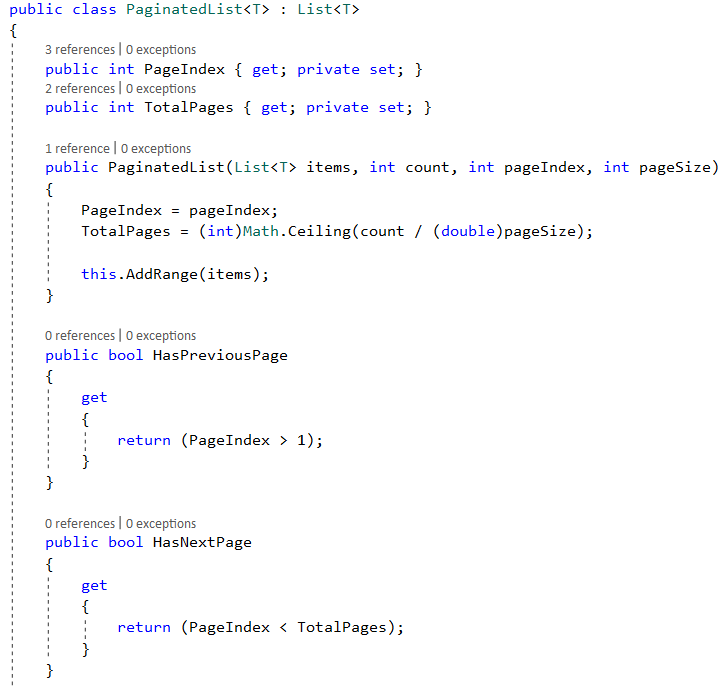 public class PaginatedList<T> : List<T>
{
3 references | 0 exceptions
public int PageIndex { get; private set; }
2 references | 0 exceptions
public int TotalPages { get; private set; }
1 reference | 0 exceptions
public PaginatedList(List<T> items, int count, int pageIndex, int pageSize)
{
PageIndex = pageIndex;
TotalPages = (int)Math.Ceiling(count / (double)pageSize);
this.AddRange(items);
}
0 references | 0 exceptions
public bool HasPreviousPage
{
get
{
return (PageIndex > 1);
}
}
0 references | 0 exceptions
public bool HasNextPage
{
get
{
return (PageIndex < TotalPages);
}
}